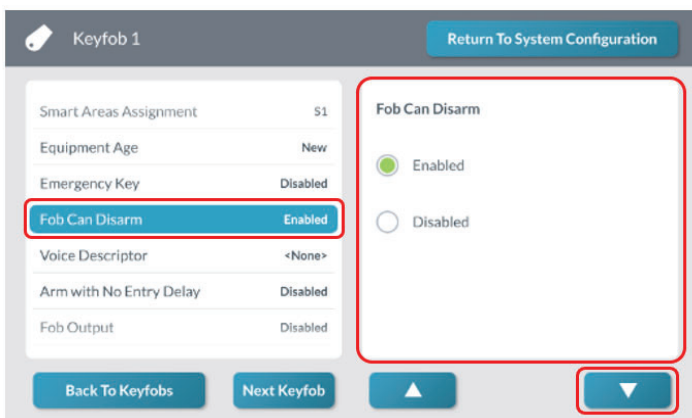 Keyfob 1
Return To System Configuration
Smart Areas Assignment S1
Equipment Age New
Emergency Key Disabled
Fob Can Disarm Enabled
Voice Descriptor <None>
Arm with No Entry Delay Disabled
Fob Output Disabled
Fob Can Disarm
Enabled
Disabled
Back To Keyfobs
Next Keyfob